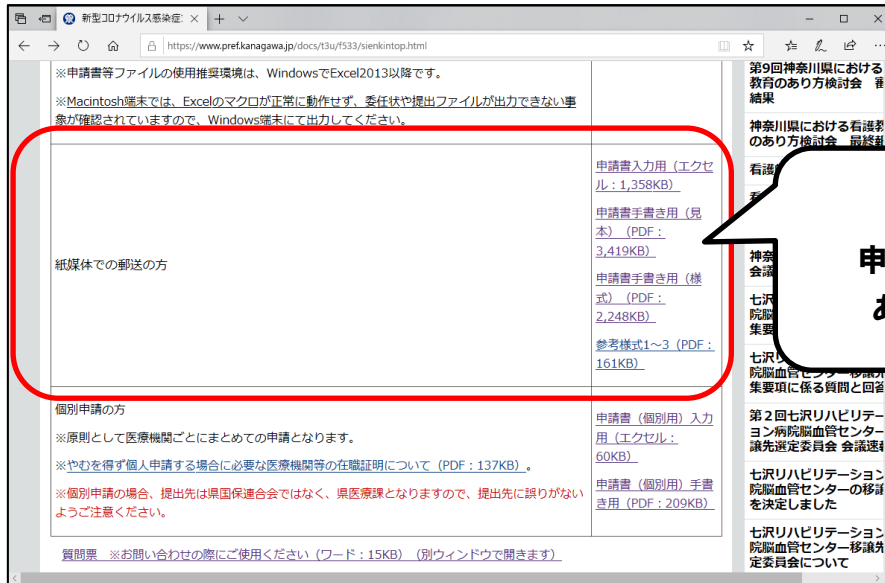 新型コロナウイルス感染症:
https://www.pref.kanagawa.jp/docs/t3u/f533/sienkintop.html
※申請書等ファイルの使用推奨環境は、WindowsでExcel2013以降です。
※Macintosh端末では、Excelのマクロが正常に動作せず、委任状や提出ファイルが出力できない事
象が確認されていますので、Windows端末にて出力してください。
紙媒体での郵送の方
申請書入力用（エクセ
ル：1,358KB）
申請書手書き用（見
本）（PDF：
3,419KB）
申請書手書き用（様
式）（PDF：
2,248KB）
参考様式1～3（PDF：
161KB）
個別申請の方
※原則として医療機関ごとにまとめての申請となります。
※やむを得ず個人申請する場合に必要な医療機関等の在職証明について（PDF：137KB）。
※個別申請の場合、提出先は県国保連合会ではなく、県医療課となりますので、提出先に誤りがない
ようご注意ください。
申請書（個別用）入力
用（エクセル：
60KB）
申請書（個別用）手書
き用（PDF：209KB）
質問票　※お問い合わせの際にご使用ください（ワード：15KB）（別ウィンドウで開きます）
第9回神奈川県における
教育のあり方検討会　審
結果
神奈川県における看護教
のあり方検討会　最終報
看護
神奈
会議
七沢
院脳
集要
七沢リ
院脳血管センター移譲先
集要項に係る質問と回答
第２回七沢リハビリテー
ョン病院脳血管センター
譲先選定委員会 会議速報
七沢リハビリテーション
院脳血管センターの移譲
を決定しました
七沢リハビリテーション
院脳血管センター移譲先
定委員会について
申
あ